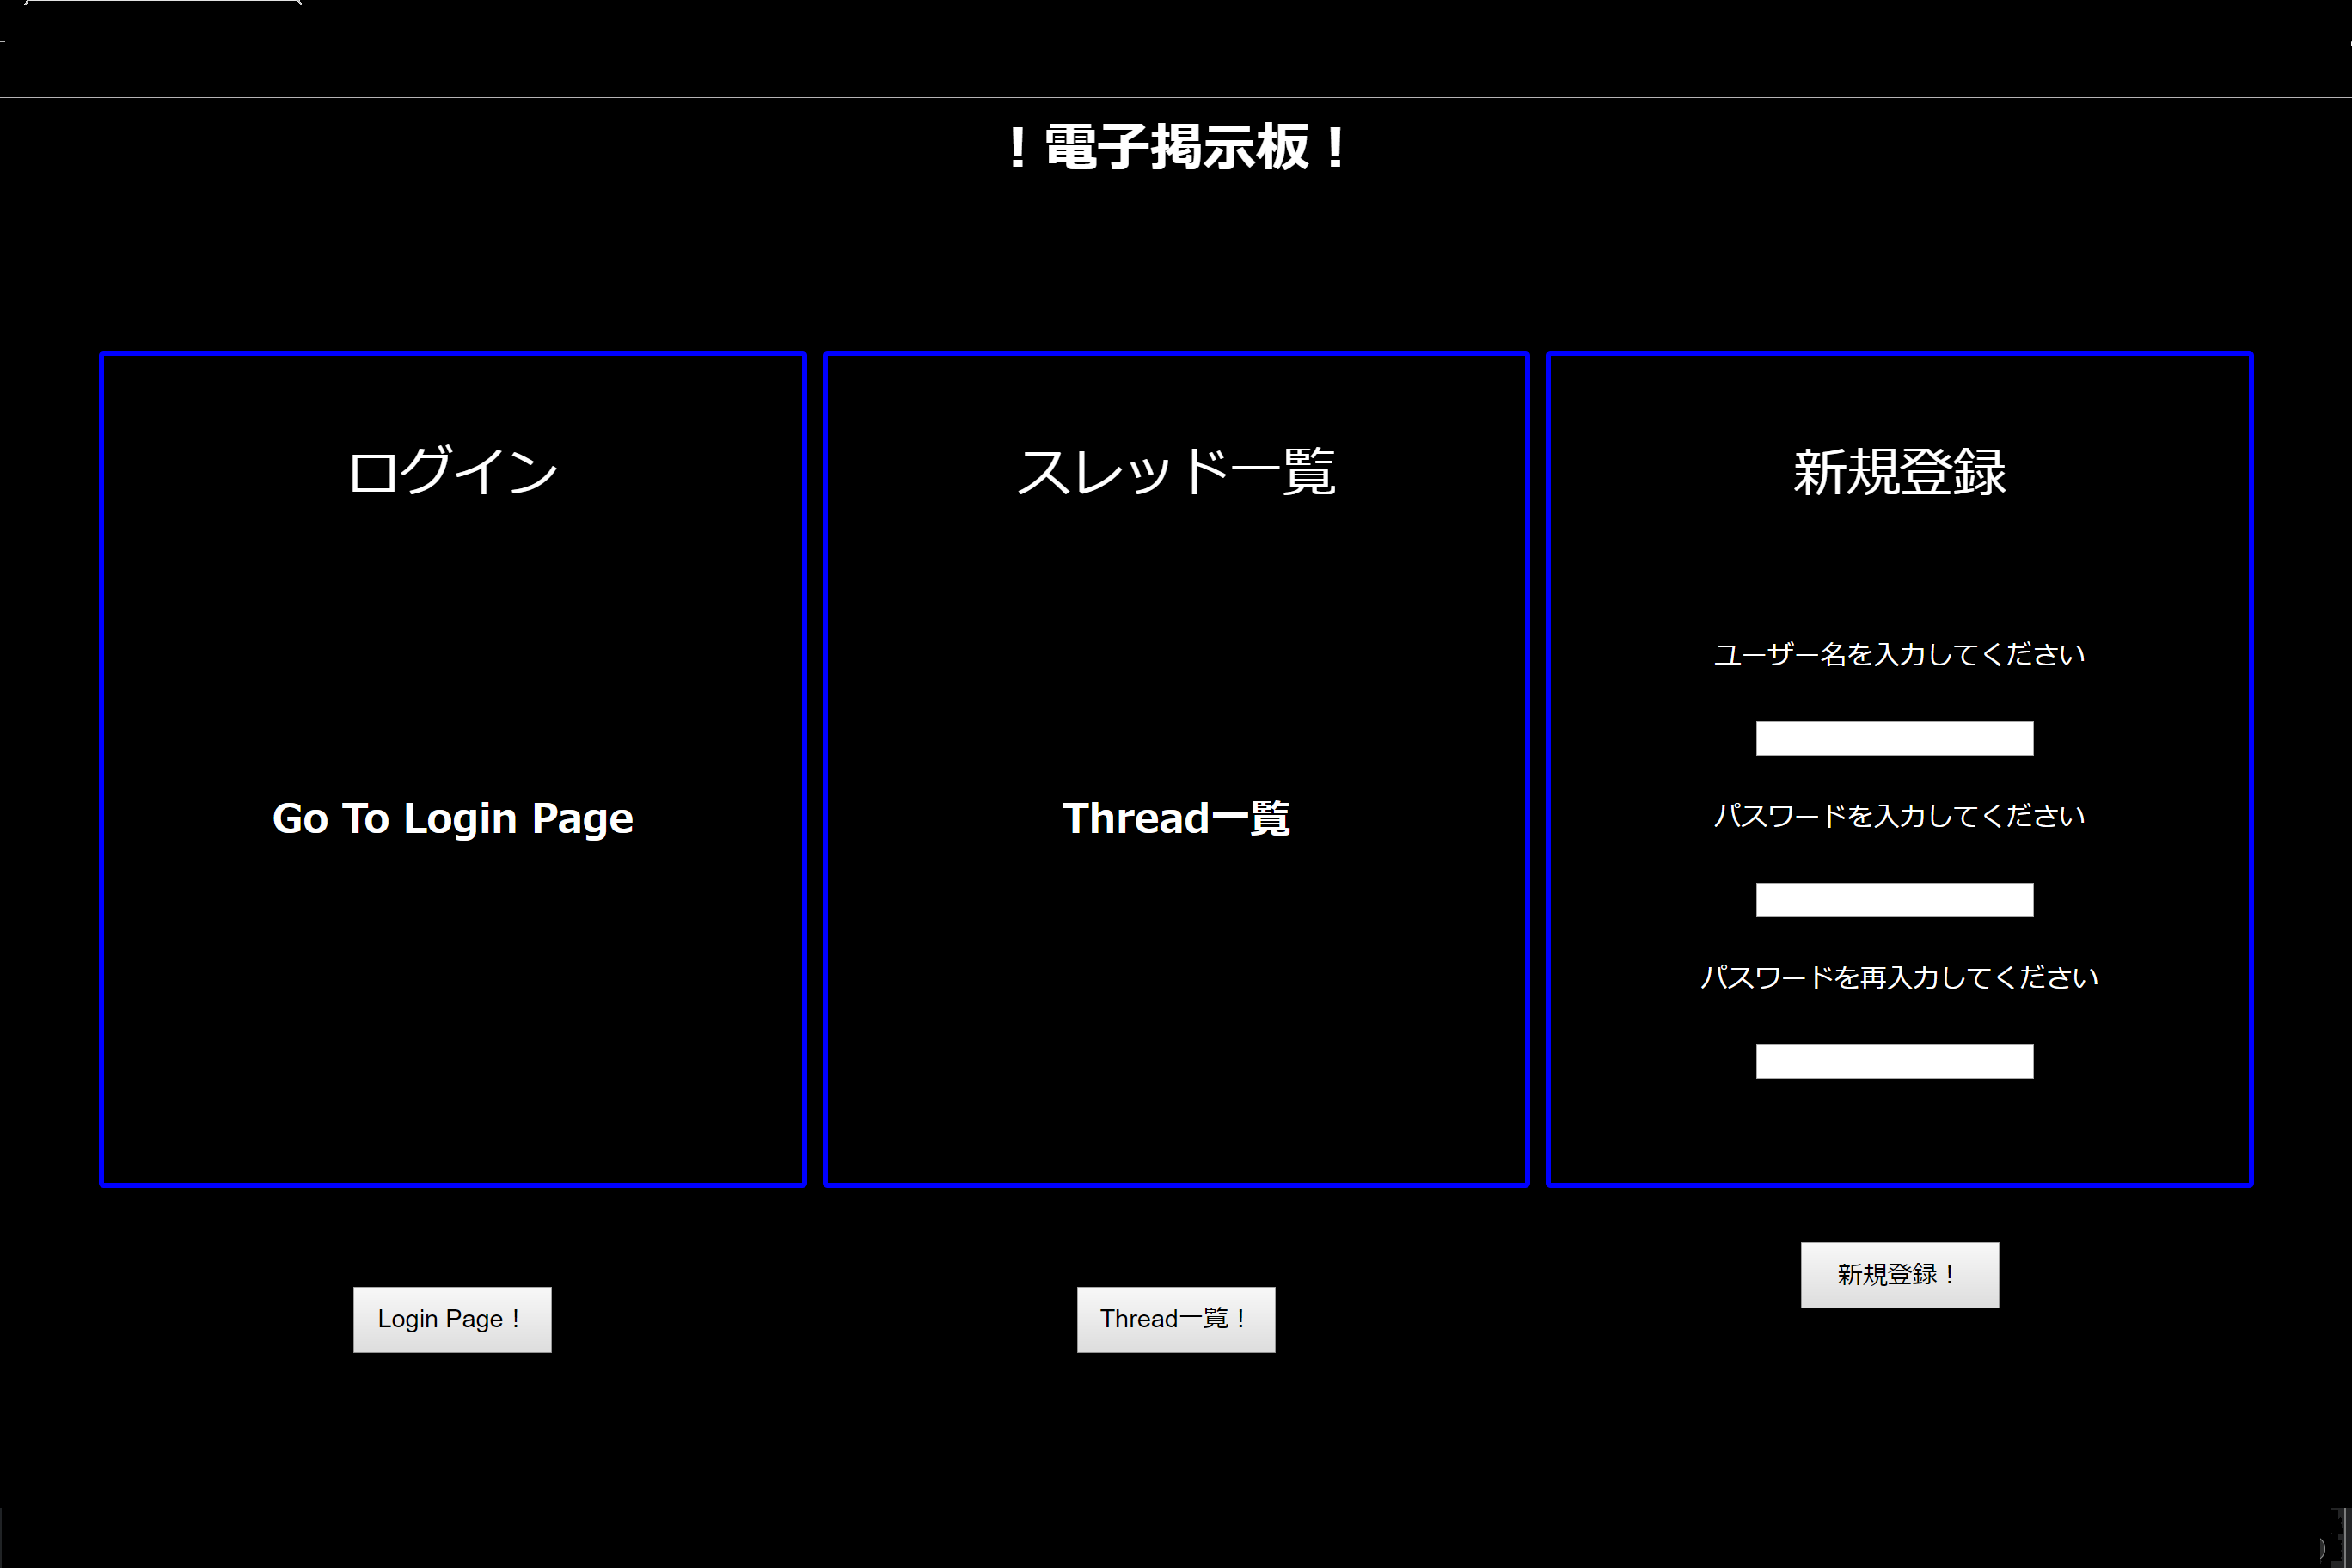 ！電子掲示板！
ログイン
Go To Login Page
Login Page！
スレッド一覧
Thread一覧
Thread一覧！
新規登録
ユーザー名を入力してください
パスワードを入力してください
パスワードを再入力してください
新規登録！